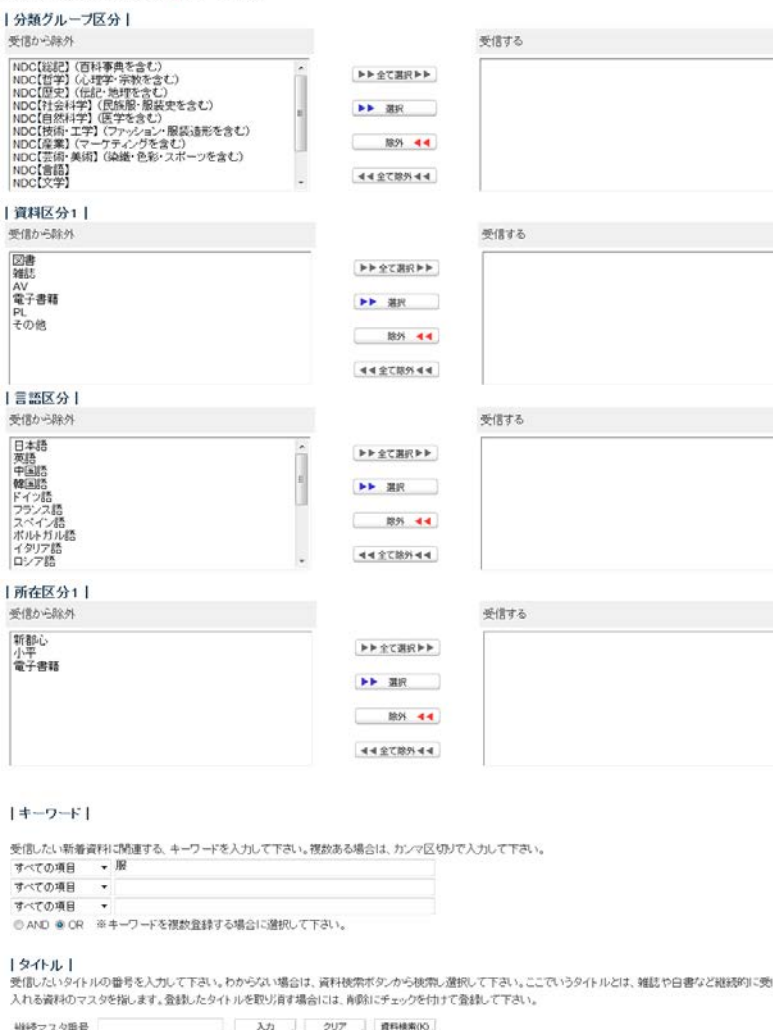 | 分類グループ区分 |
受信から除外
受信する
NDC【総記】(百科事典を含む)
NDC【哲学】(心理学・宗教を含む)
NDC【歴史】(伝記・地理を含む)
NDC【社会科学】(民族服・服装史を含む)
NDC【自然科学】(医学を含む)
NDC【技術・工学】(ファッション・服装造形を含む)
NDC【産業】(マーケティングを含む)
NDC【芸術・美術】(染織・色彩・スポーツを含む)
NDC【言語】
NDC【文学】
▶▶全て選択▶▶
▶▶ 選択
除外 ◀◀
◀◀全て除外◀◀
| 資料区分1 |
受信から除外
受信する
図書
雑誌
AV
電子書籍
PL
その他
▶▶全て選択▶▶
▶▶ 選択
除外 ◀◀
◀◀全て除外◀◀
| 言語区分 |
受信から除外
受信する
日本語
英語
中国語
韓国語
ドイツ語
フランス語
スペイン語
ポルトガル語
イタリア語
ロシア語
▶▶全て選択▶▶
▶▶ 選択
除外 ◀◀
◀◀全て除外◀◀
| 所在区分1 |
受信から除外
受信する
新都心
小平
電子書籍
▶▶全て選択▶▶
▶▶ 選択
除外 ◀◀
◀◀全て除外◀◀
| キーワード |
受信したい新着資料に関連する、キーワードを入力して下さい。複数ある場合は、カンマ区切りで入力して下さい。
すべての項目 服
すべての項目
すべての項目
AND OR ※キーワードを複数登録する場合に選択して下さい。
| タイトル |
受信したいタイトルの番号を入力して下さい。わからない場合は、資料検索ボタンから検索し選択して下さい。ここでいうタイトルとは、雑誌や白書など継続的に受
入れる資料のマスタを指します。登録したタイトルを取り消す場合には、削除にチェックを付けて登録して下さい。
継続マスタ番号 入力 クリア 資料検索(K)